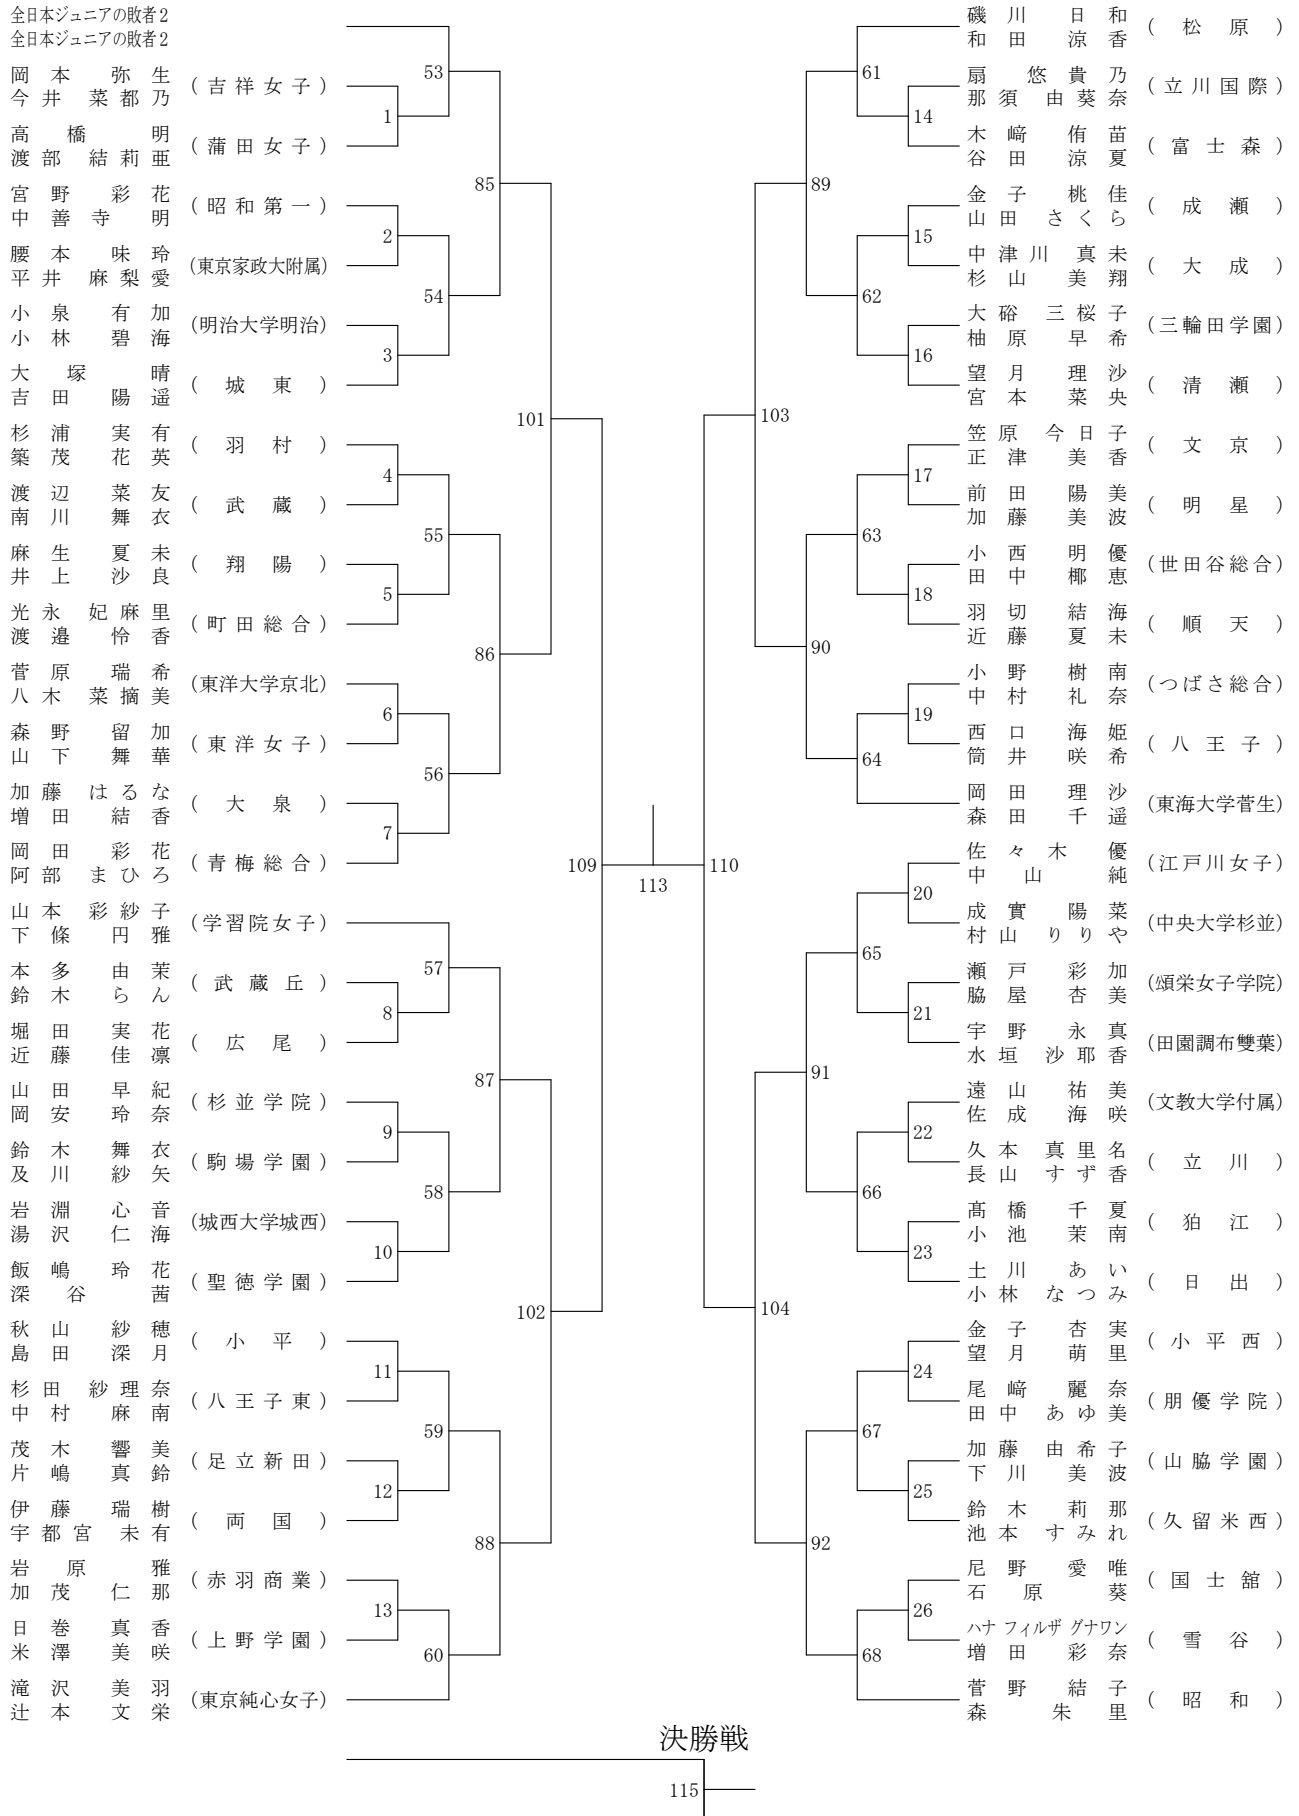 全日本ジュニアの敗者2
全日本ジュニアの敗者2
53
岡本 弥生
今井 菜都乃
(吉祥女子)
1
高橋 明
渡部 結莉亜
(蒲田女子)
85
宮野 彩花
中善寺 明
(昭和第一)
2
腰本 味玲
平井 麻梨愛
(東京家政大附属)
54
小泉 有加
小林 碧海
(明治大学明治)
3
大塚 晴
吉田 陽遥
(城東)
101
杉浦 実有
築茂 花英
(羽村)
4
渡辺 菜友
南川 舞衣
(武蔵)
55
麻生 夏未
井上 沙良
(翔陽)
5
光永 妃麻里
渡邉 怜香
(町田総合)
86
菅原 瑞希
八木 菜摘美
(東洋大学京北)
6
森野 留加
山下 舞華
(東洋女子)
56
加藤 はるな
増田 結香
(大泉)
7
岡田 彩花
阿部 まひろ
(青梅総合)
109
山本 彩紗子
下條 円雅
(学習院女子)
57
本多 由茉
鈴木 らん
(武蔵丘)
8
堀田 実花
近藤 佳凛
(広尾)
87
山田 早紀
岡安 玲奈
(杉並学院)
9
鈴木 舞衣
及川 紗矢
(駒場学園)
58
岩淵 心音
湯沢 仁海
(城西大学城西)
10
飯嶋 玲花
深谷 茜
(聖徳学園)
102
秋山 紗穂
島田 深月
(小平)
11
杉田 紗理奈
中村 麻南
(八王子東)
59
茂木 響美
片嶋 真鈴
(足立新田)
12
伊藤 瑞樹
宇都宮 未有
(両国)
88
岩原 雅
加茂 仁那
(赤羽商業)
13
日巻 真香
米澤 美咲
(上野学園)
60
滝沢 美羽
辻本 文栄
(東京純心女子)
113
磯川 日和
和田 涼香
(松原)
61
扇 悠貴乃
那須 由葵奈
(立川国際)
14
木﨑 侑苗
谷田 涼夏
(富士森)
89
金子 桃佳
山田 さくら
(成瀬)
15
中津川 真未
杉山 美翔
(大成)
62
大硲 三桜子
柚原 早希
(三輪田学園)
16
望月 理沙
宮本 菜央
(清瀬)
103
笠原 今日子
正津 美香
(文京)
17
前田 陽美
加藤 美波
(明星)
63
小西 明優
田中 椰恵
(世田谷総合)
18
羽切 結海
近藤 夏未
(順天)
90
小野 樹南
中村 礼奈
(つばさ総合)
19
西口 海姫
筒井 咲希
(八王子)
64
岡田 理沙
森田 千遥
(東海大学菅生)
110
佐々木 優
中山 純
(江戸川女子)
20
成實 陽菜
村山 りりや
(中央大学杉並)
65
瀬戸 彩加
脇屋 杏美
(頌栄女子学院)
21
宇野 永真
水垣 沙耶香
(田園調布雙葉)
91
遠山 祐美
佐成 海咲
(文教大学付属)
22
久本 真里名
長山 すず香
(立川)
66
髙橋 千夏
小池 茉南
(狛江)
23
土川 あい
小林 なつみ
(日出)
104
金子 杏実
望月 萌里
(小平西)
24
尾﨑 麗奈
田中 あゆ美
(朋優学院)
67
加藤 由希子
下川 美波
(山脇学園)
25
鈴木 莉那
池本 すみれ
(久留米西)
92
尼野 愛唯
石原 葵
(国士舘)
26
ハナ フィルザ グナワン
増田 彩奈
(雪谷)
68
菅野 結子
森 朱里
(昭和)
決勝戦
115